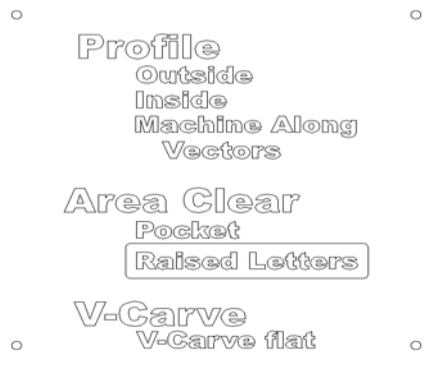 Profile
Outside
Inside
Machine Along
Vectors
Area Clear
Pocket
Raised Letters
V-Carve
V-Carve flat